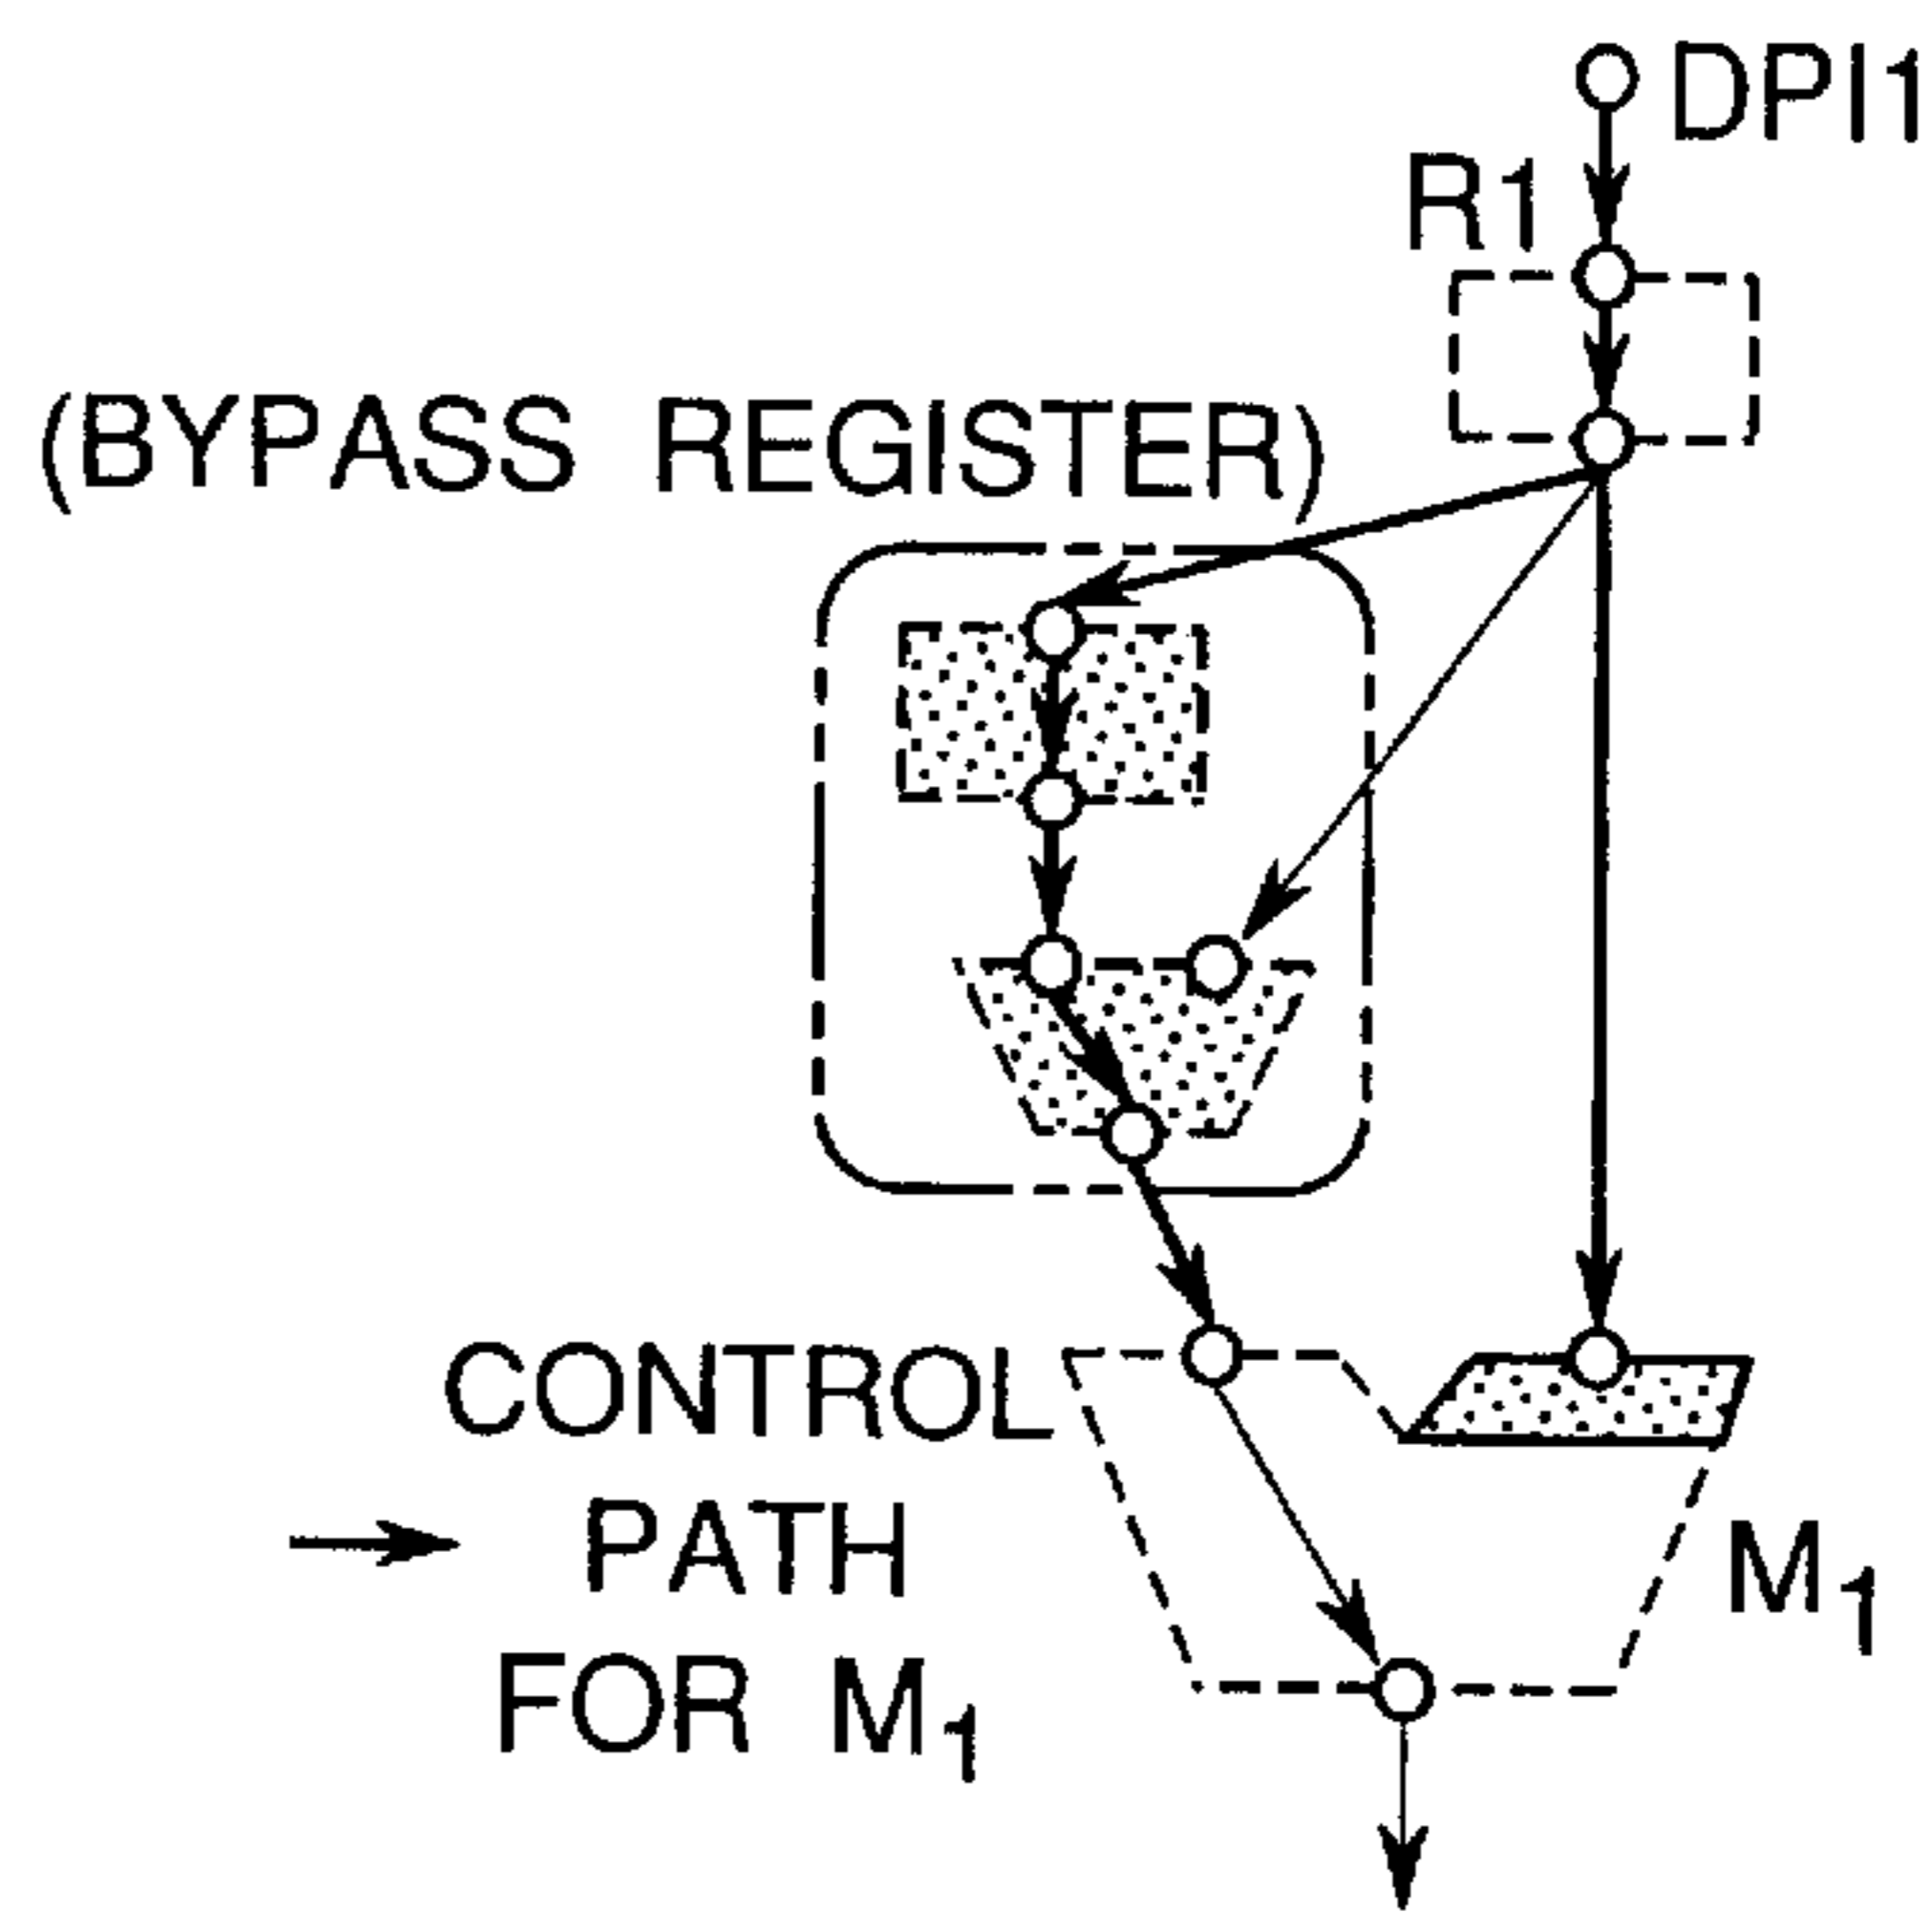 DPI1
R1
(BYPASS REGISTER)
CONTROL
PATH
FOR M1
M1